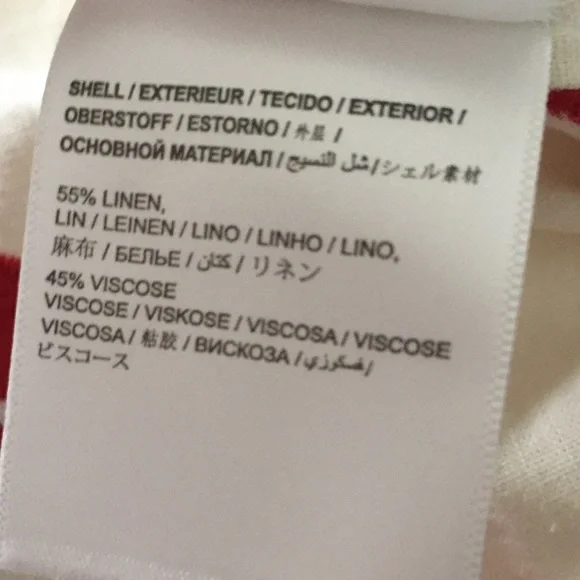 SHELL / EXTERIEUR / TECIDO / EXTERIOR /
OBERSTOFF / ESTORNO / 外层 /
ОСНОВНОЙ МАТЕРИАЛ / شل النسيج / シェル素材
55% LINEN,
LIN / LEINEN / LINO / LINHO / LINO,
麻布 / БЕЛЬЕ / كتان / リネン
45% VISCOSE
VISCOSE / VISKOSE / VISCOSA / VISCOSE
VISCOSA / 粘胶 / ВИСКОЗА / فسكوزي /
ビスコース